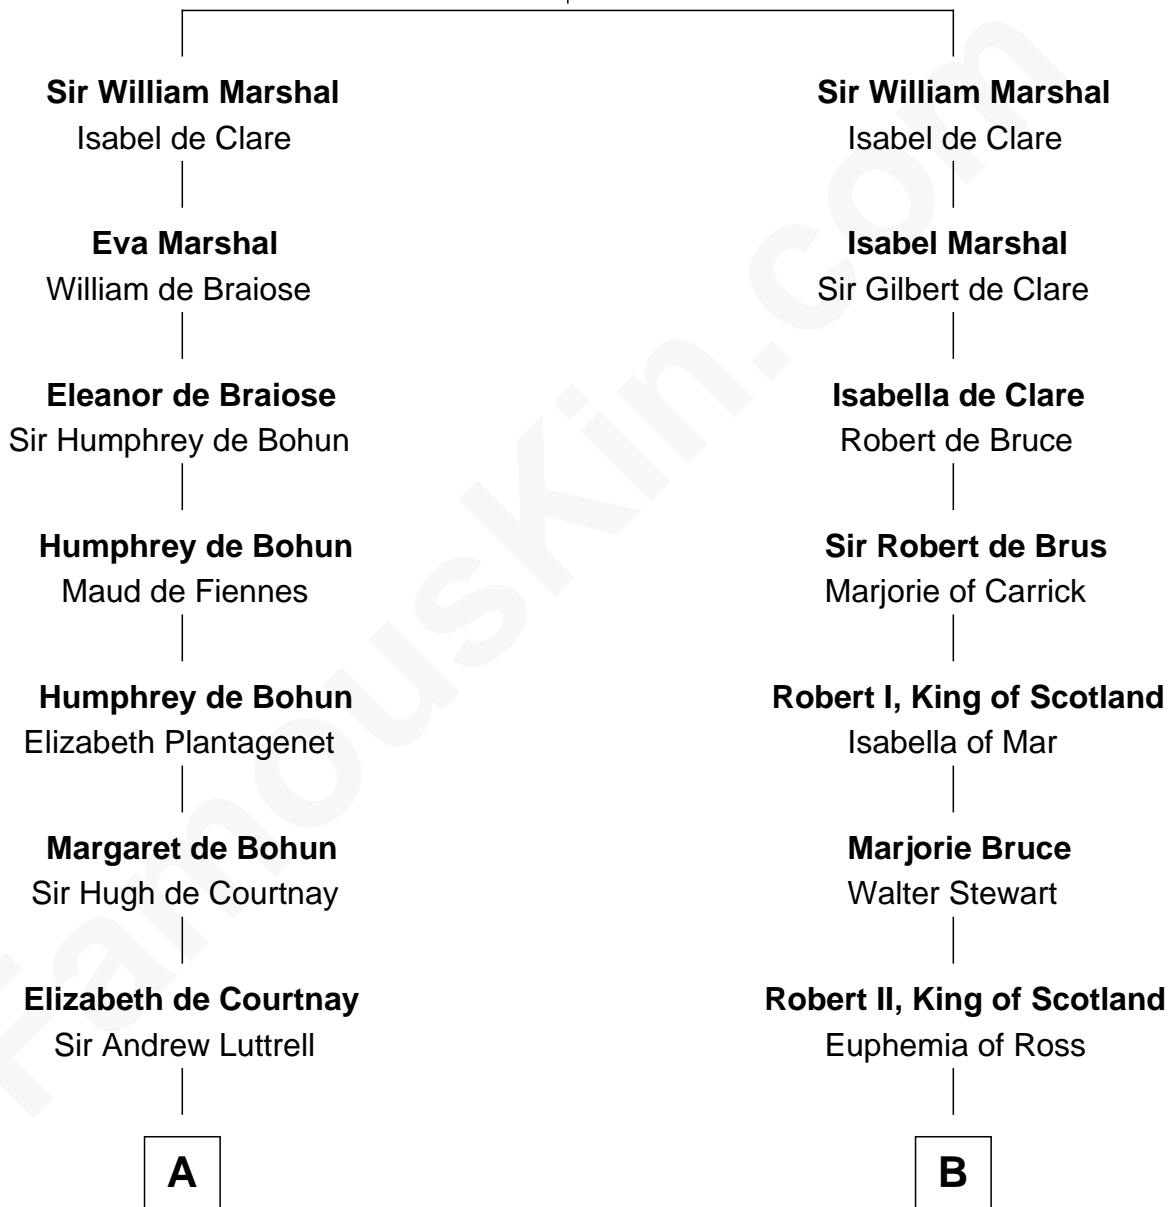 Sir William Marshal
Isabel de Clare
Eva Marshal
William de Braiose
Eleanor de Braiose
Sir Humphrey de Bohun
Humphrey de Bohun
Maud de Fiennes
Humphrey de Bohun
Elizabeth Plantagenet
Margaret de Bohun
Sir Hugh de Courtnay
Elizabeth de Courtnay
Sir Andrew Luttrell
A
Sir William Marshal
Isabel de Clare
Isabel Marshal
Sir Gilbert de Clare
Isabella de Clare
Robert de Bruce
Sir Robert de Brus
Marjorie of Carrick
Robert I, King of Scotland
Isabella of Mar
Marjorie Bruce
Walter Stewart
Robert II, King of Scotland
Euphemia of Ross
B
FamousKin.com